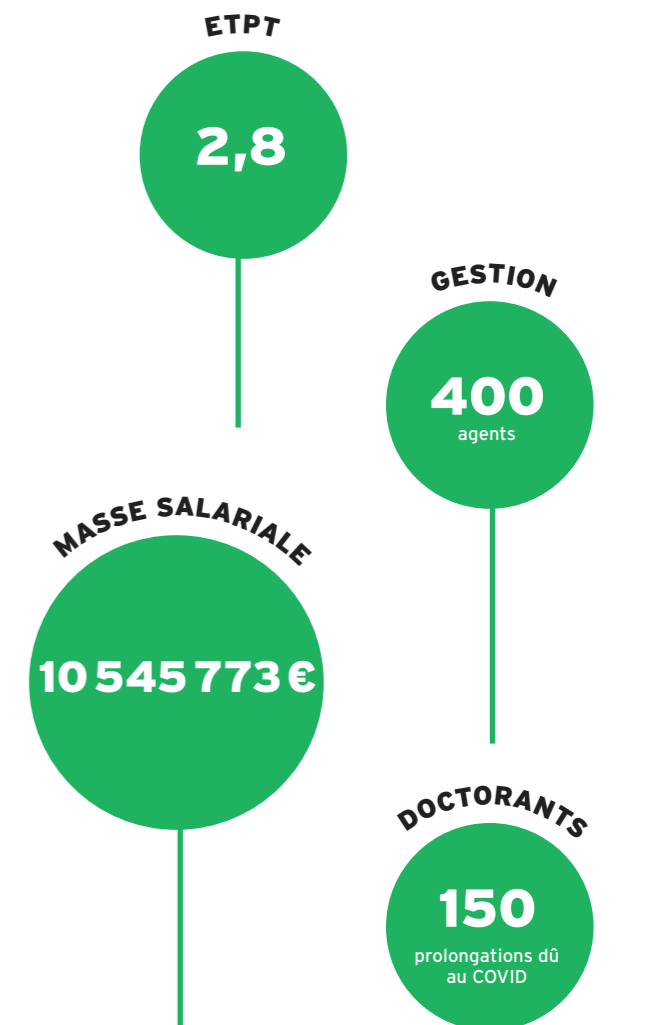 ETPT
2,8
GESTION
400
agents
MASSE SALARIALE
10 545 773 €
DOCTORANTS
150
prolongations dû
au COVID